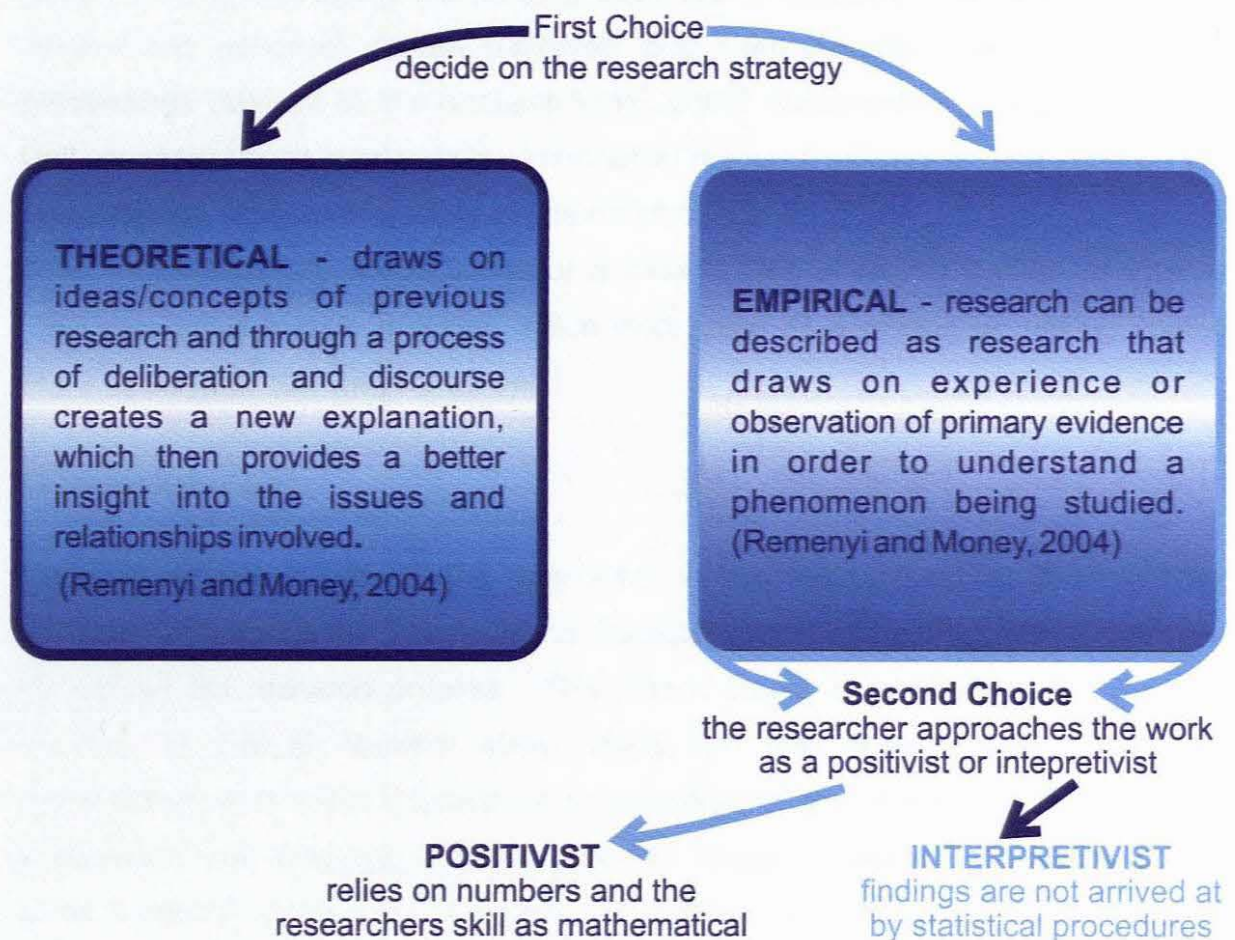 First Choice
decide on the research strategy
THEORETICAL - draws on
ideas/concepts of previous
research and through a process
of deliberation and discourse
creates a new explanation,
which then provides a better
insight into the issues and
relationships involved.
(Remenyi and Money, 2004)
EMPIRICAL - research can be
described as research that
draws on experience or
observation of primary evidence
in order to understand a
phenomenon being studied.
(Remenyi and Money, 2004)
Second Choice
the researcher approaches the work
as a positivist or intepretivist
POSITIVIST
relies on numbers and the
researchers skill as mathematical
INTERPRETIVIST
findings are not arrived at
by statistical procedures